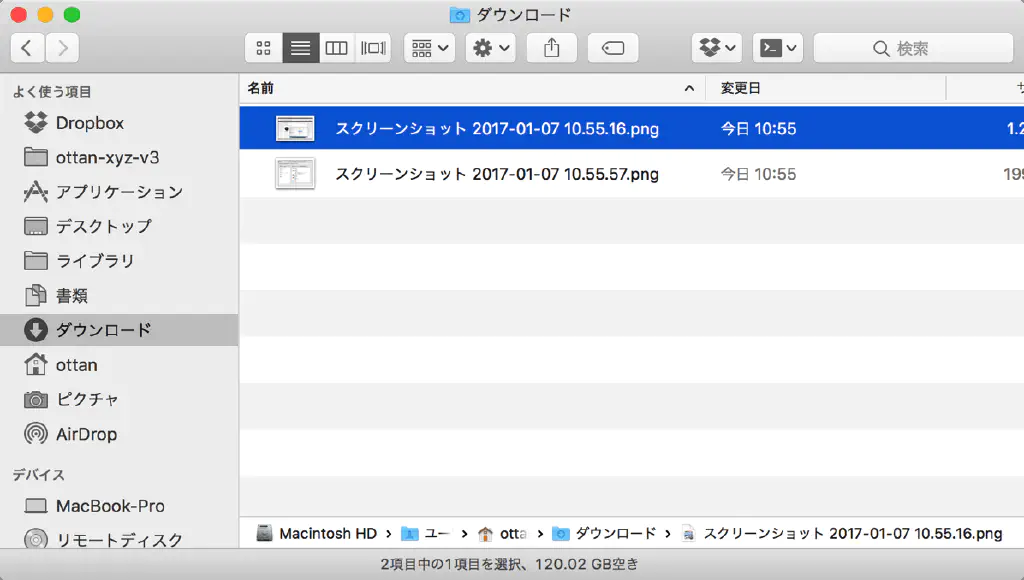 ダウンロード
検索
よく使う項目
Dropbox
ottan-xyz-v3
アプリケーション
デスクトップ
ライブラリ
書類
ダウンロード
ottan
ピクチャ
AirDrop
デバイス
MacBook-Pro
リモートディスク
名前 変更日
スクリーンショット 2017-01-07 10.55.16.png 今日 10:55 1.2
スクリーンショット 2017-01-07 10.55.57.png 今日 10:55 199
Macintosh HD › ユー › otta › ダウンロード › スクリーンショット 2017-01-07 10.55.16.png
2項目中の1項目を選択、120.02 GB空き